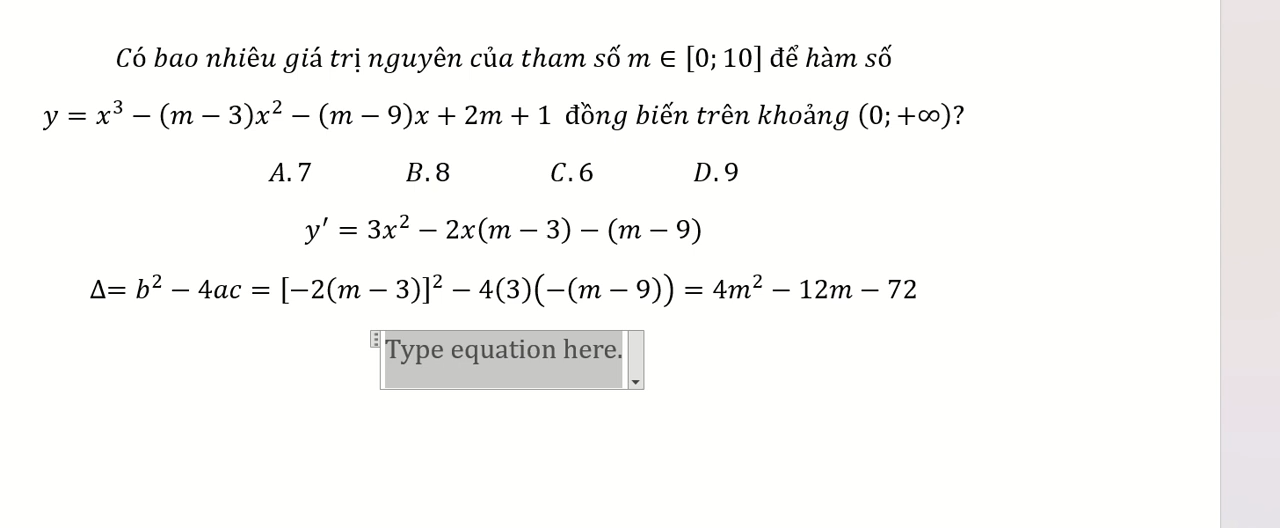 Có bao nhiêu giá trị nguyên của tham số m ∈ [0; 10] để hàm số
y = x³ − (m − 3)x² − (m − 9)x + 2m + 1 đồng biến trên khoảng (0; +∞)?
A. 7 B. 8 C. 6 D. 9
y′ = 3x² − 2x(m − 3) − (m − 9)
Δ= b² − 4ac = [−2(m − 3)]² − 4(3)(−(m − 9)) = 4m² − 12m − 72
Type equation here.